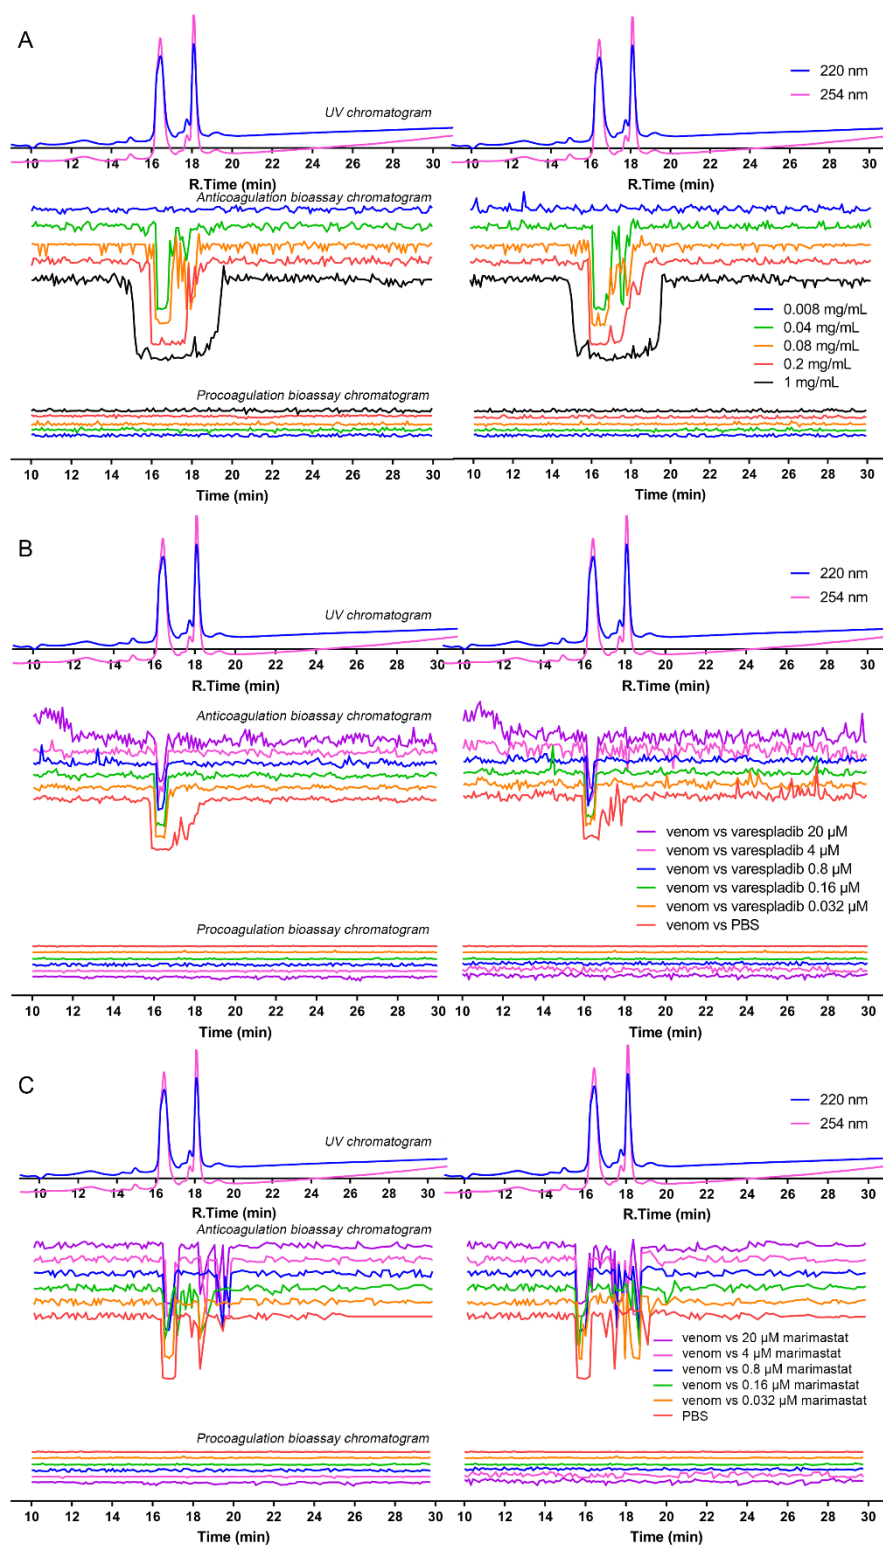 A
220 nm
254 nm
UV chromatogram
10 12 14 16 18 20 22 24 26 28 30
10 12 14 16 18 20 22 24 26 28 30
R.Time (min)
R.Time (min)
Anticoagulation bioassay chromatogram
0.008 mg/mL
0.04 mg/mL
0.08 mg/mL
0.2 mg/mL
1 mg/mL
Procoagulation bioassay chromatogram
10 12 14 16 18 20 22 24 26 28 30
10 12 14 16 18 20 22 24 26 28 30
Time (min)
Time (min)
B
220 nm
254 nm
UV chromatogram
10 12 14 16 18 20 22 24 26 28 30
10 12 14 16 18 20 22 24 26 28 30
R.Time (min)
R.Time (min)
Anticoagulation bioassay chromatogram
venom vs varespladib 20 µM
venom vs varespladib 4 µM
venom vs varespladib 0.8 µM
venom vs varespladib 0.16 µM
venom vs varespladib 0.032 µM
venom vs PBS
Procoagulation bioassay chromatogram
10 12 14 16 18 20 22 24 26 28 30
10 12 14 16 18 20 22 24 26 28 30
Time (min)
Time (min)
C
220 nm
254 nm
UV chromatogram
10 12 14 16 18 20 22 24 26 28 30
10 12 14 16 18 20 22 24 26 28 30
R.Time (min)
R.Time (min)
Anticoagulation bioassay chromatogram
venom vs 20 µM marimastat
venom vs 4 µM marimastat
venom vs 0.8 µM marimastat
venom vs 0.16 µM marimastat
venom vs 0.032 µM marimastat
PBS
Procoagulation bioassay chromatogram
10 12 14 16 18 20 22 24 26 28 30
10 12 14 16 18 20 22 24 26 28 30
Time (min)
Time (min)